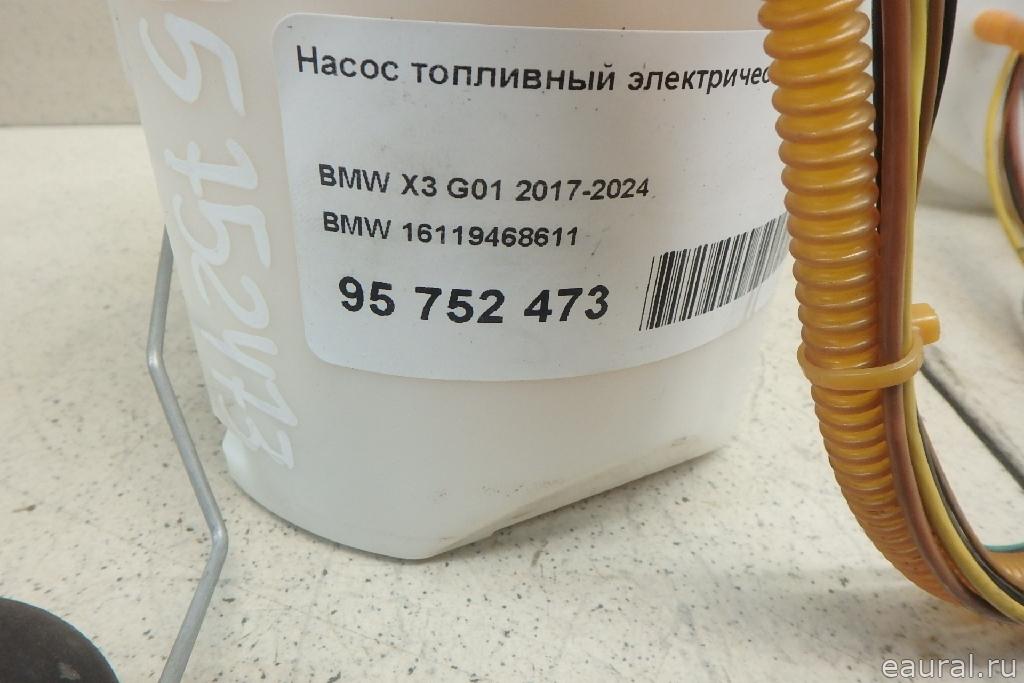 Насос топливный электричес
BMW X3 G01 2017-2024
BMW 16119468611
95 752 473
95752473
eaural.ru